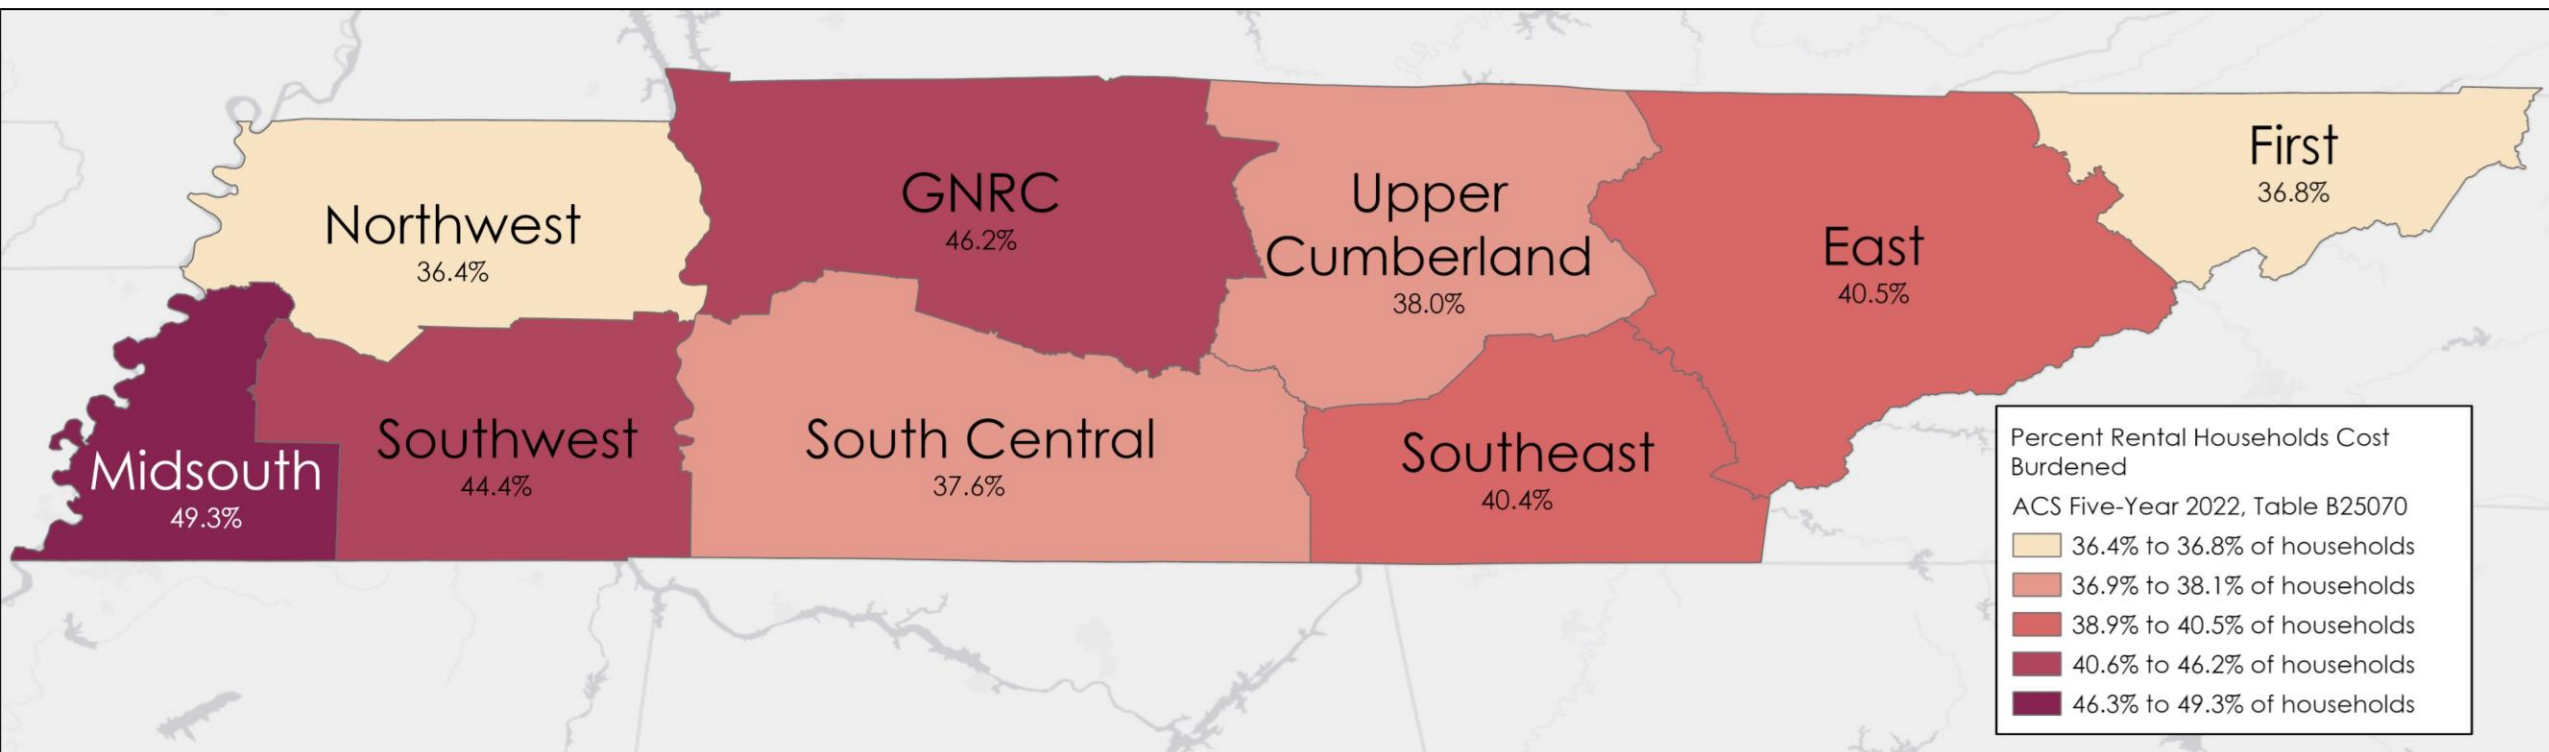 Northwest
36.4%
GNRC
46.2%
Upper
Cumberland
38.0%
East
40.5%
First
36.8%
Midsouth
49.3%
Southwest
44.4%
South Central
37.6%
Southeast
40.4%
Percent Rental Households Cost
Burdened
ACS Five-Year 2022, Table B25070
36.4% to 36.8% of households
36.9% to 38.1% of households
38.9% to 40.5% of households
40.6% to 46.2% of households
46.3% to 49.3% of households